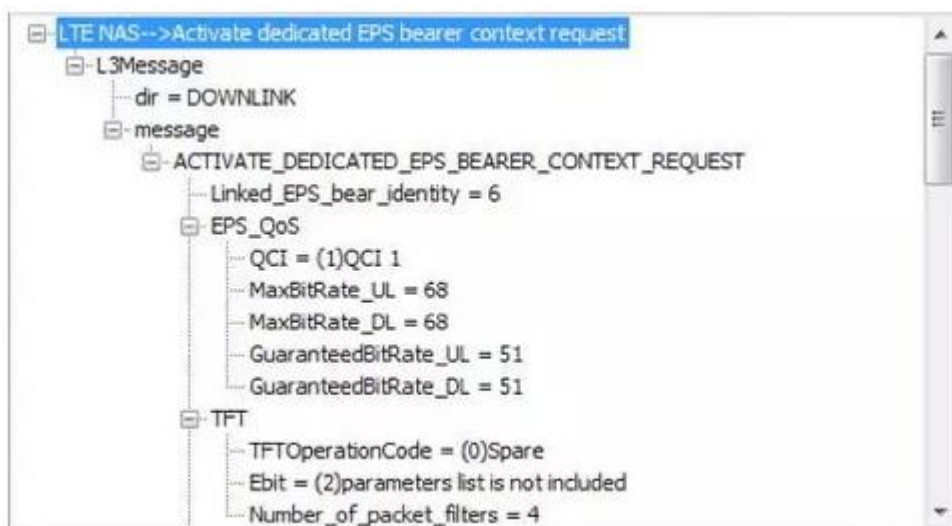 LTE NAS-->Activate dedicated EPS bearer context request
L3Message
dir = DOWNLINK
message
ACTIVATE_DEDICATED_EPS_BEARER_CONTEXT_REQUEST
Linked_EPS_bear_identity = 6
EPS_QoS
QCI = (1)QCI 1
MaxBitRate_UL = 68
MaxBitRate_DL = 68
GuaranteedBitRate_UL = 51
GuaranteedBitRate_DL = 51
TFT
TFTOperationCode = (0)Spare
Ebit = (2)parameters list is not included
Number_of_packet_filters = 4